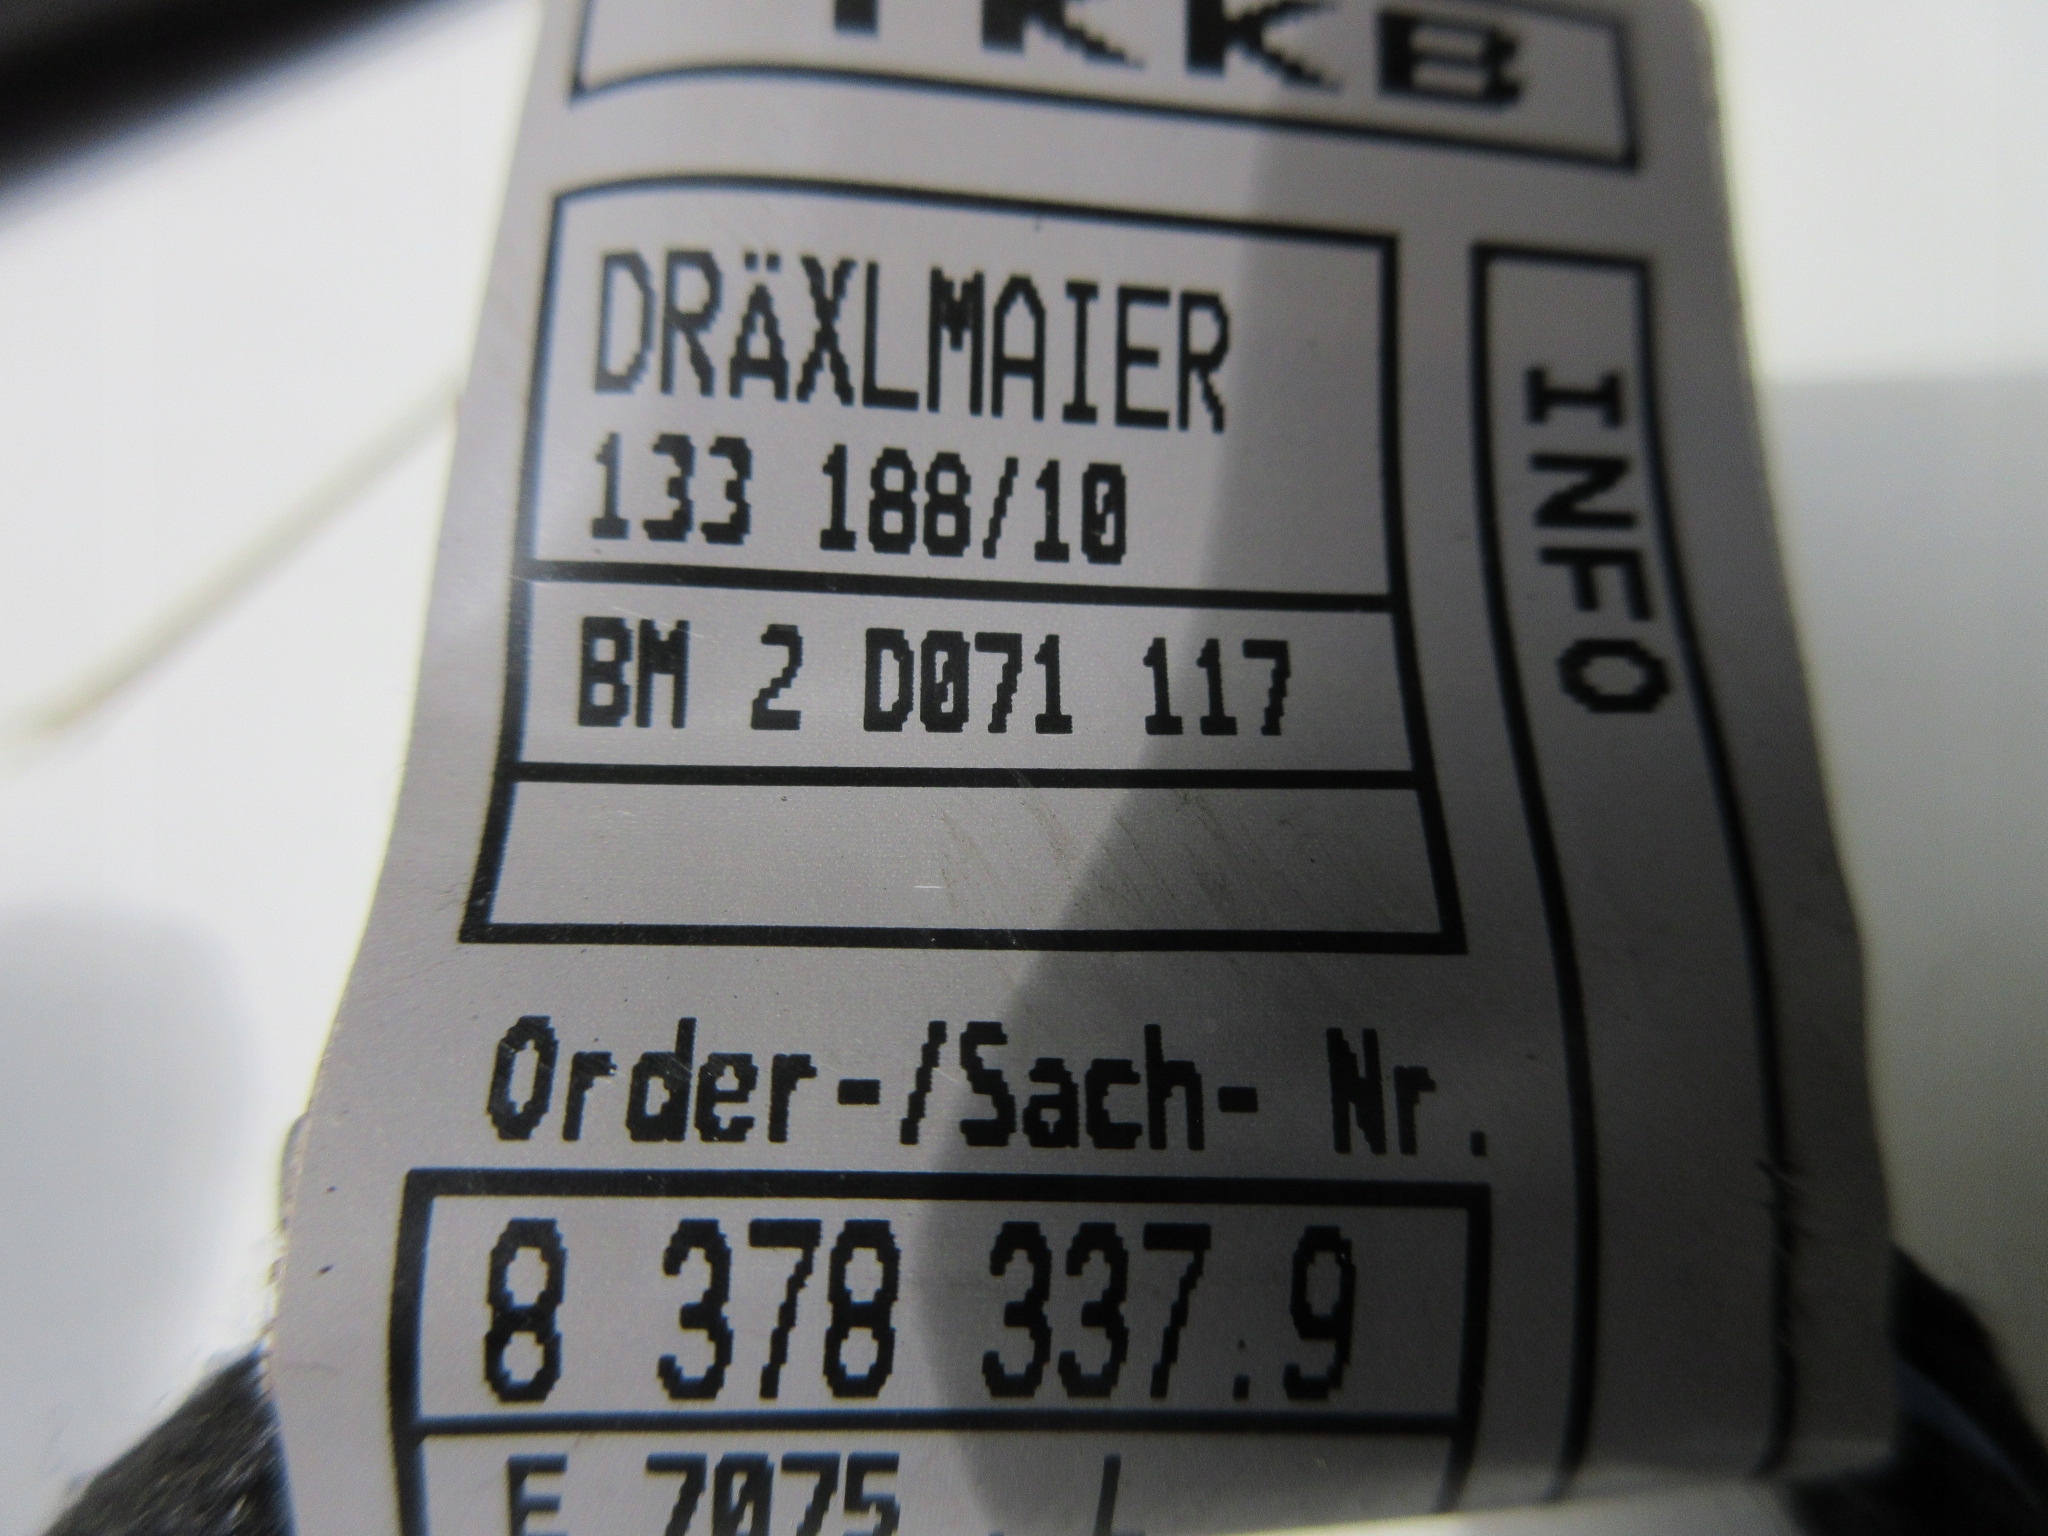 DRÄXLMAIER
133 188/10
BM 2 D071 117
INFO
Order-/Sach- Nr.
8 378 337.9